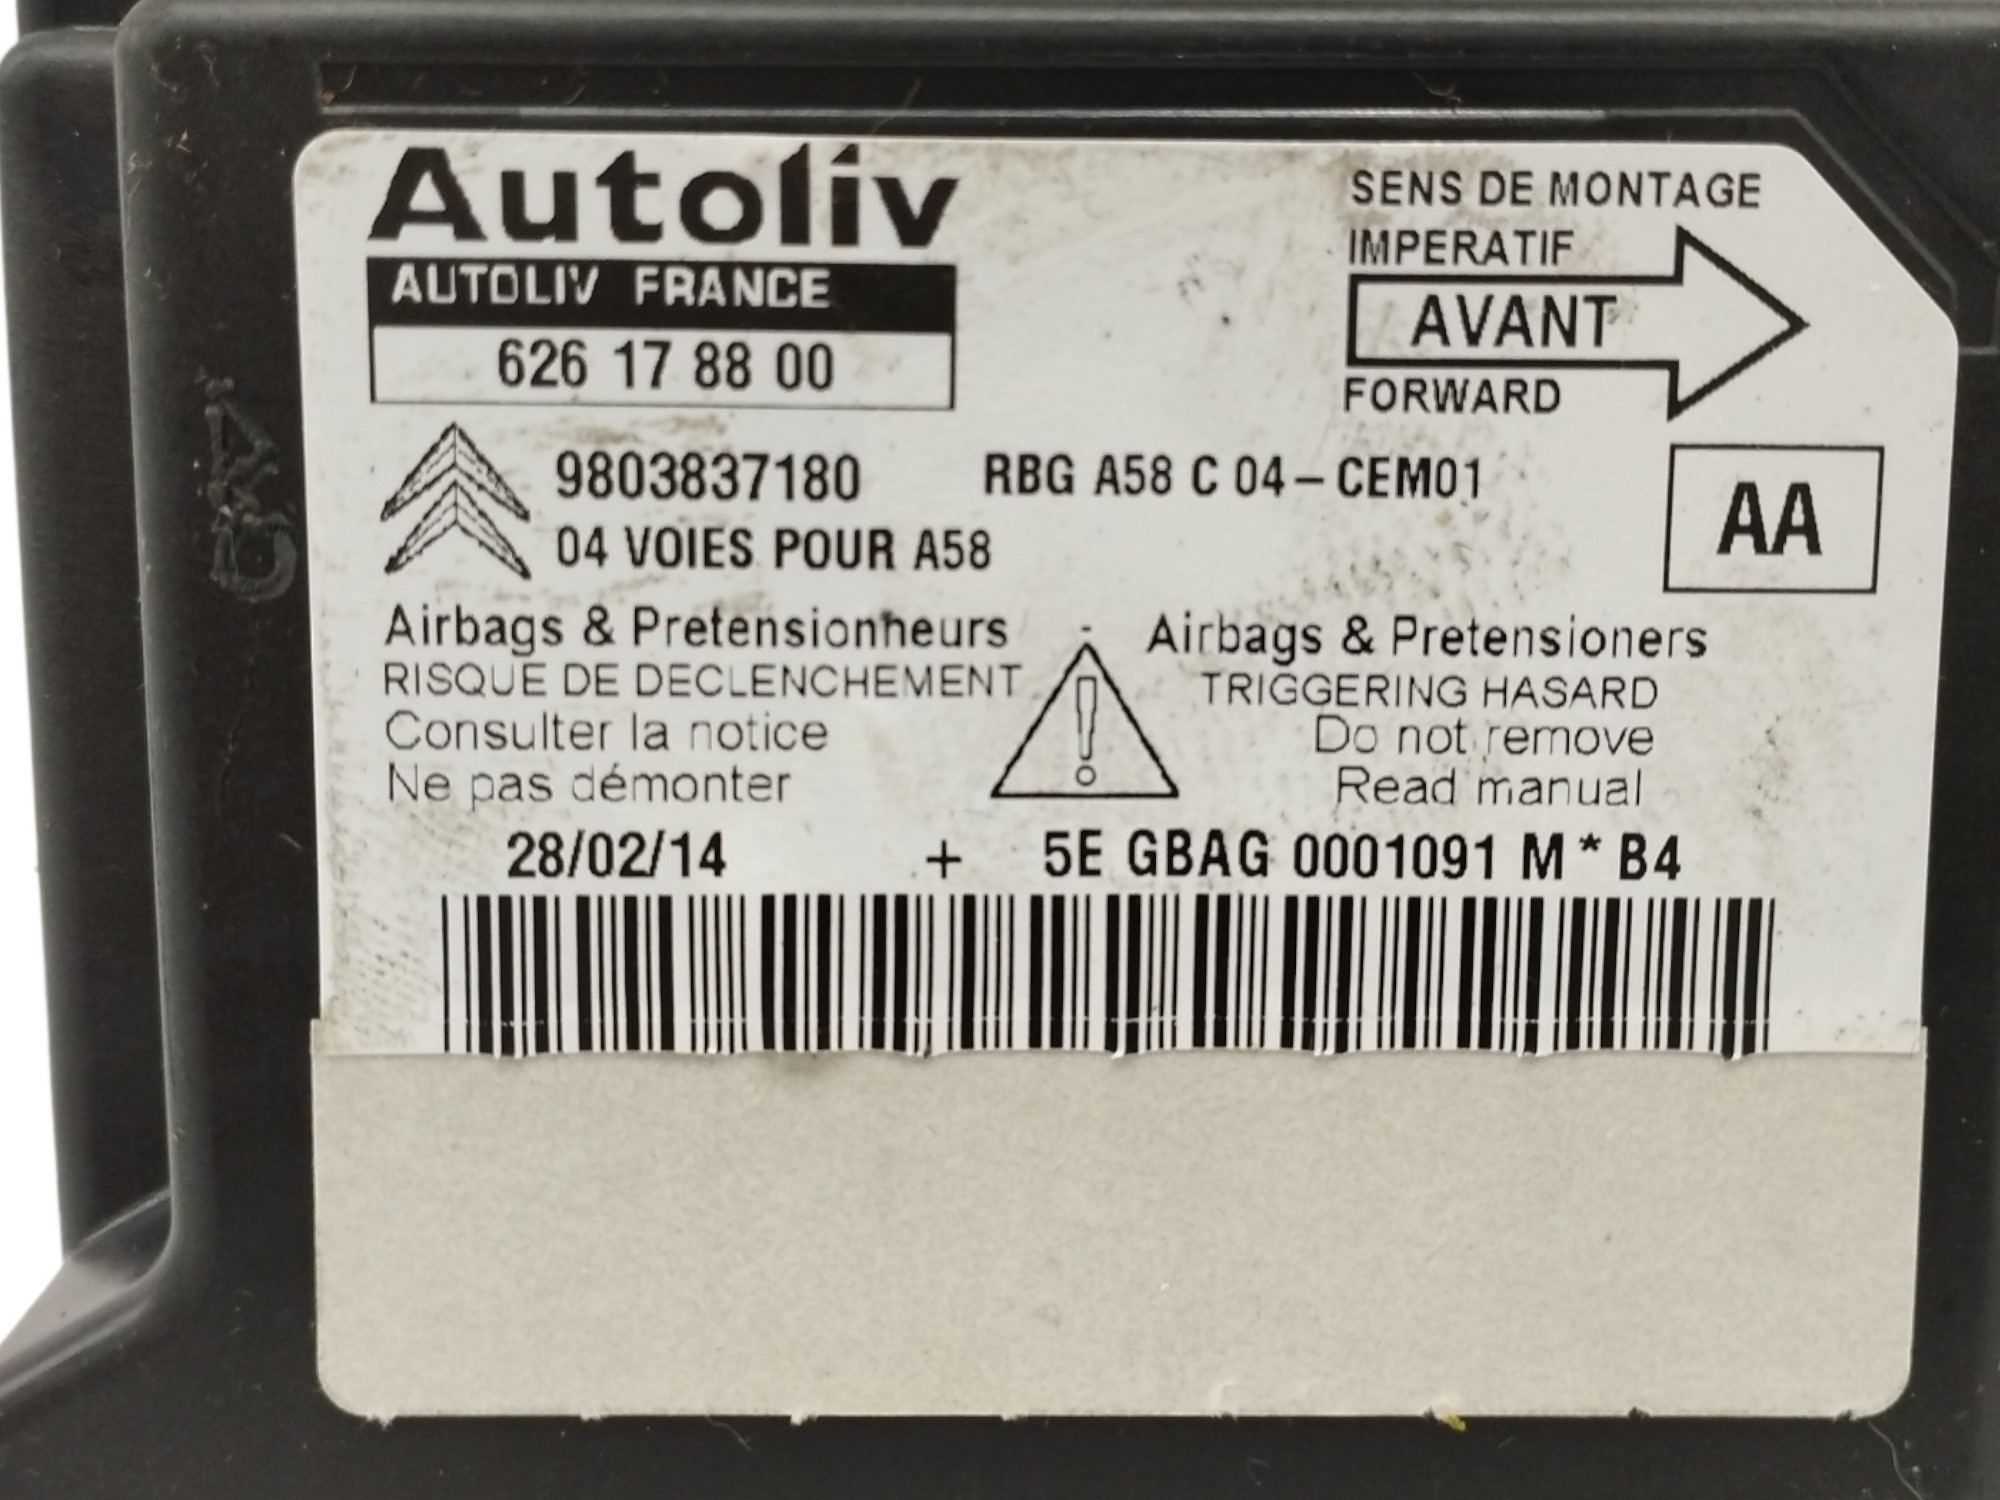 Autoliv
AUTOLIV FRANCE
626 17 88 00
SENS DE MONTAGE
IMPERATIF
AVANT
FORWARD
9803837180 RBG A58 C 04-CEM01
04 VOIES POUR A58
AA
Airbags & Pretensionneurs
RISQUE DE DECLENCHEMENT
Consulter la notice
Ne pas démonter
Airbags & Pretensioners
TRIGGERING HASARD
Do not remove
Read manual
28/02/14 + 5E GBAG 0001091 M * B4